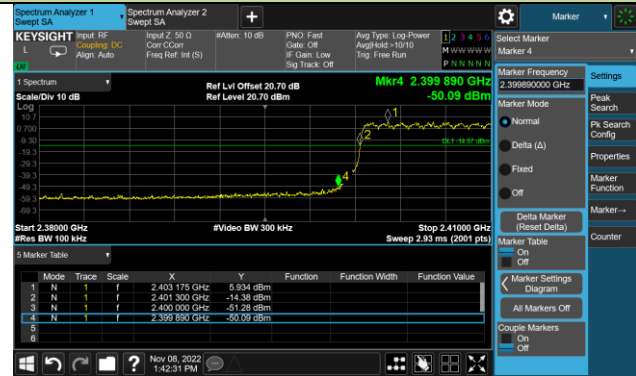 Spectrum Analyzer 1
Swept SA
Spectrum Analyzer 2
Swept SA
Marker
KEYSIGHT
L
Input: RF
Coupling: DC
Align: Auto
Input Z: 50 Ω
Corr CCorr
Freq Ref: Int (S)
#Atten: 10 dB
PNO: Fast
Gate: Off
IF Gain: Low
Sig Track: Off
Avg Type: Log-Power
Avg|Hold:>10/10
Trig: Free Run
1 2 3 4 5 6
M W W W W W
P N N N N N
Select Marker
Marker 4
1 Spectrum
Scale/Div 10 dB
Log
Ref Lvl Offset 20.70 dB
Ref Level 20.70 dBm
Mkr4 2.399 890 GHz
-50.09 dBm
10.7
0.700
-9.30
-19.3
-29.3
-39.3
-49.3
-59.3
-69.3
1
2
4
Start 2.38000 GHz
#Res BW 100 kHz
#Video BW 300 kHz
Stop 2.41000 GHz
Sweep 2.93 ms (2001 pts)
5 Marker Table
Mode Trace Scale X Y Function Function Width Function Value
1 N 1 f 2.403 175 GHz 5.934 dBm
2 N 1 f 2.401 300 GHz -14.38 dBm
3 N 1 f 2.400 000 GHz -51.28 dBm
4 N 1 f 2.399 890 GHz -50.09 dBm
5
6
Marker Frequency
2.399890000 GHz
Marker Mode
Normal
Delta (Δ)
Fixed
Off
Delta Marker
(Reset Delta)
Marker Table
On
Off
Marker Settings
Diagram
All Markers Off
Couple Markers
On
Off
Settings
Peak
Search
Pk Search
Config
Properties
Marker
Function
Marker→
Counter
Nov 08, 2022
1:42:31 PM